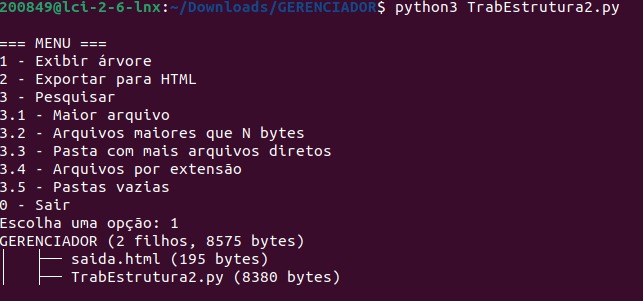 200849@lci-2-6-lnx:~/Downloads/GERENCIADOR$ python3 TrabEstrutura2.py
=== MENU ===
1 - Exibir árvore
2 - Exportar para HTML
3 - Pesquisar
3.1 - Maior arquivo
3.2 - Arquivos maiores que N bytes
3.3 - Pasta com mais arquivos diretos
3.4 - Arquivos por extensão
3.5 - Pastas vazias
0 - Sair
Escolha uma opção: 1
GERENCIADOR (2 filhos, 8575 bytes)
│   ├── saida.html (195 bytes)
│   ├── TrabEstrutura2.py (8380 bytes)